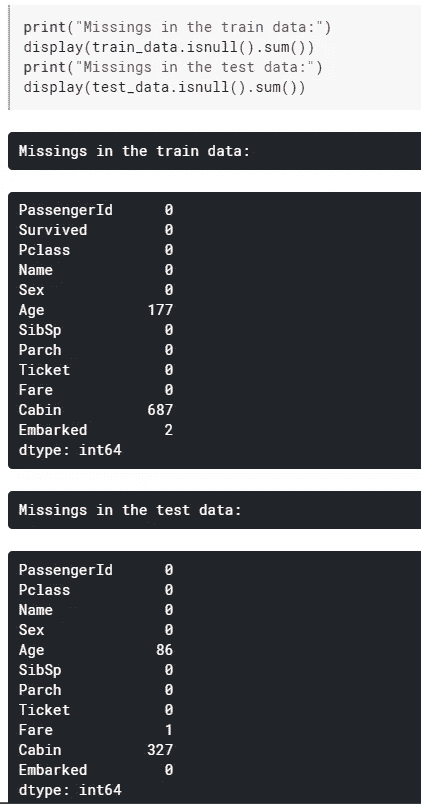 print("Missings in the train data:")
display(train_data.isnull().sum())
print("Missings in the test data:")
display(test_data.isnull().sum())
Missings in the train data:
PassengerId 0
Survived 0
Pclass 0
Name 0
Sex 0
Age 177
SibSp 0
Parch 0
Ticket 0
Fare 0
Cabin 687
Embarked 2
dtype: int64
Missings in the test data:
PassengerId 0
Pclass 0
Name 0
Sex 0
Age 86
SibSp 0
Parch 0
Ticket 0
Fare 1
Cabin 327
Embarked 0
dtype: int64